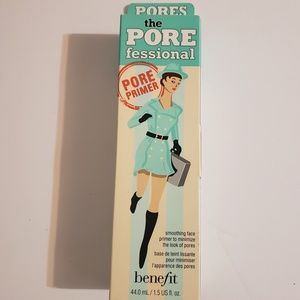 PORES
the
PORE
fessional
PORE
PRIMER
smoothing face
primer to minimize
the look of pores
base de teint lissante
pour minimiser
l'apparence des pores
benefit
44.0 mL / 1.5 US fl. oz.